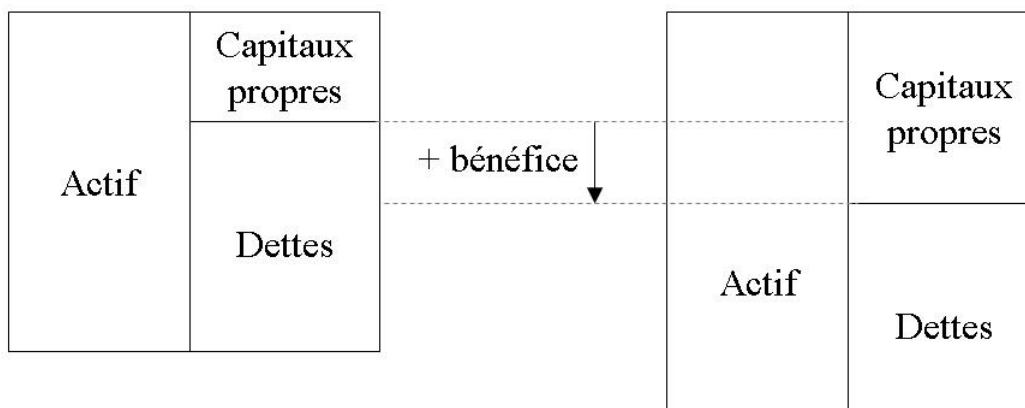 Capitaux
propres
Actif
Dettes
+ bénéfice
Capitaux
propres
Actif
Dettes